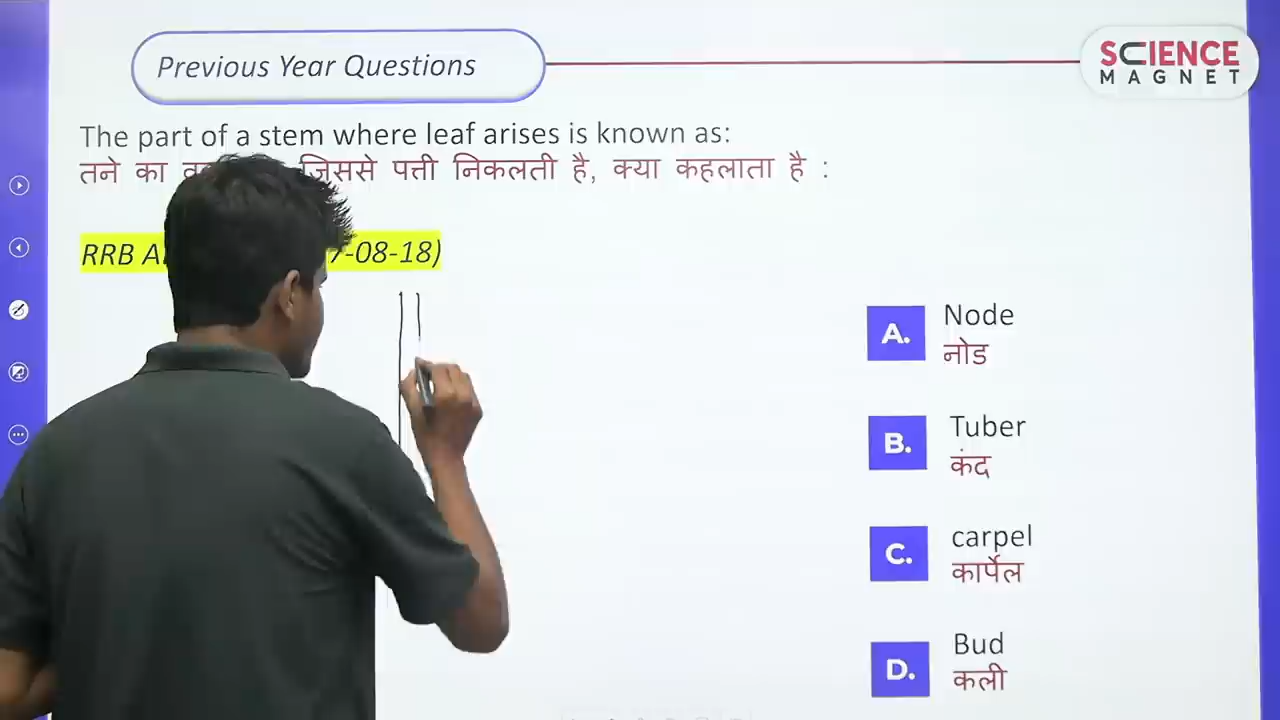 Previous Year Questions
SCIENCE
MAGNET
The part of a stem where leaf arises is known as:
तने का जिससे पत्ती निकलती है, क्या कहलाता है :
RRB -08-18)
A. Node
नोड
B. Tuber
कंद
C. carpel
कार्पेल
D. Bud
कली